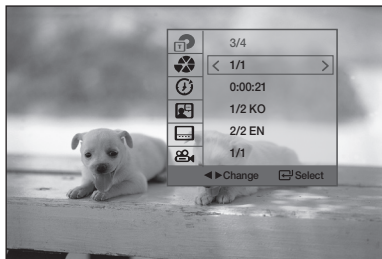 3/4
< 1/1 >
0:00:21
1/2 KO
2/2 EN
1/1
◄ ► Change Select